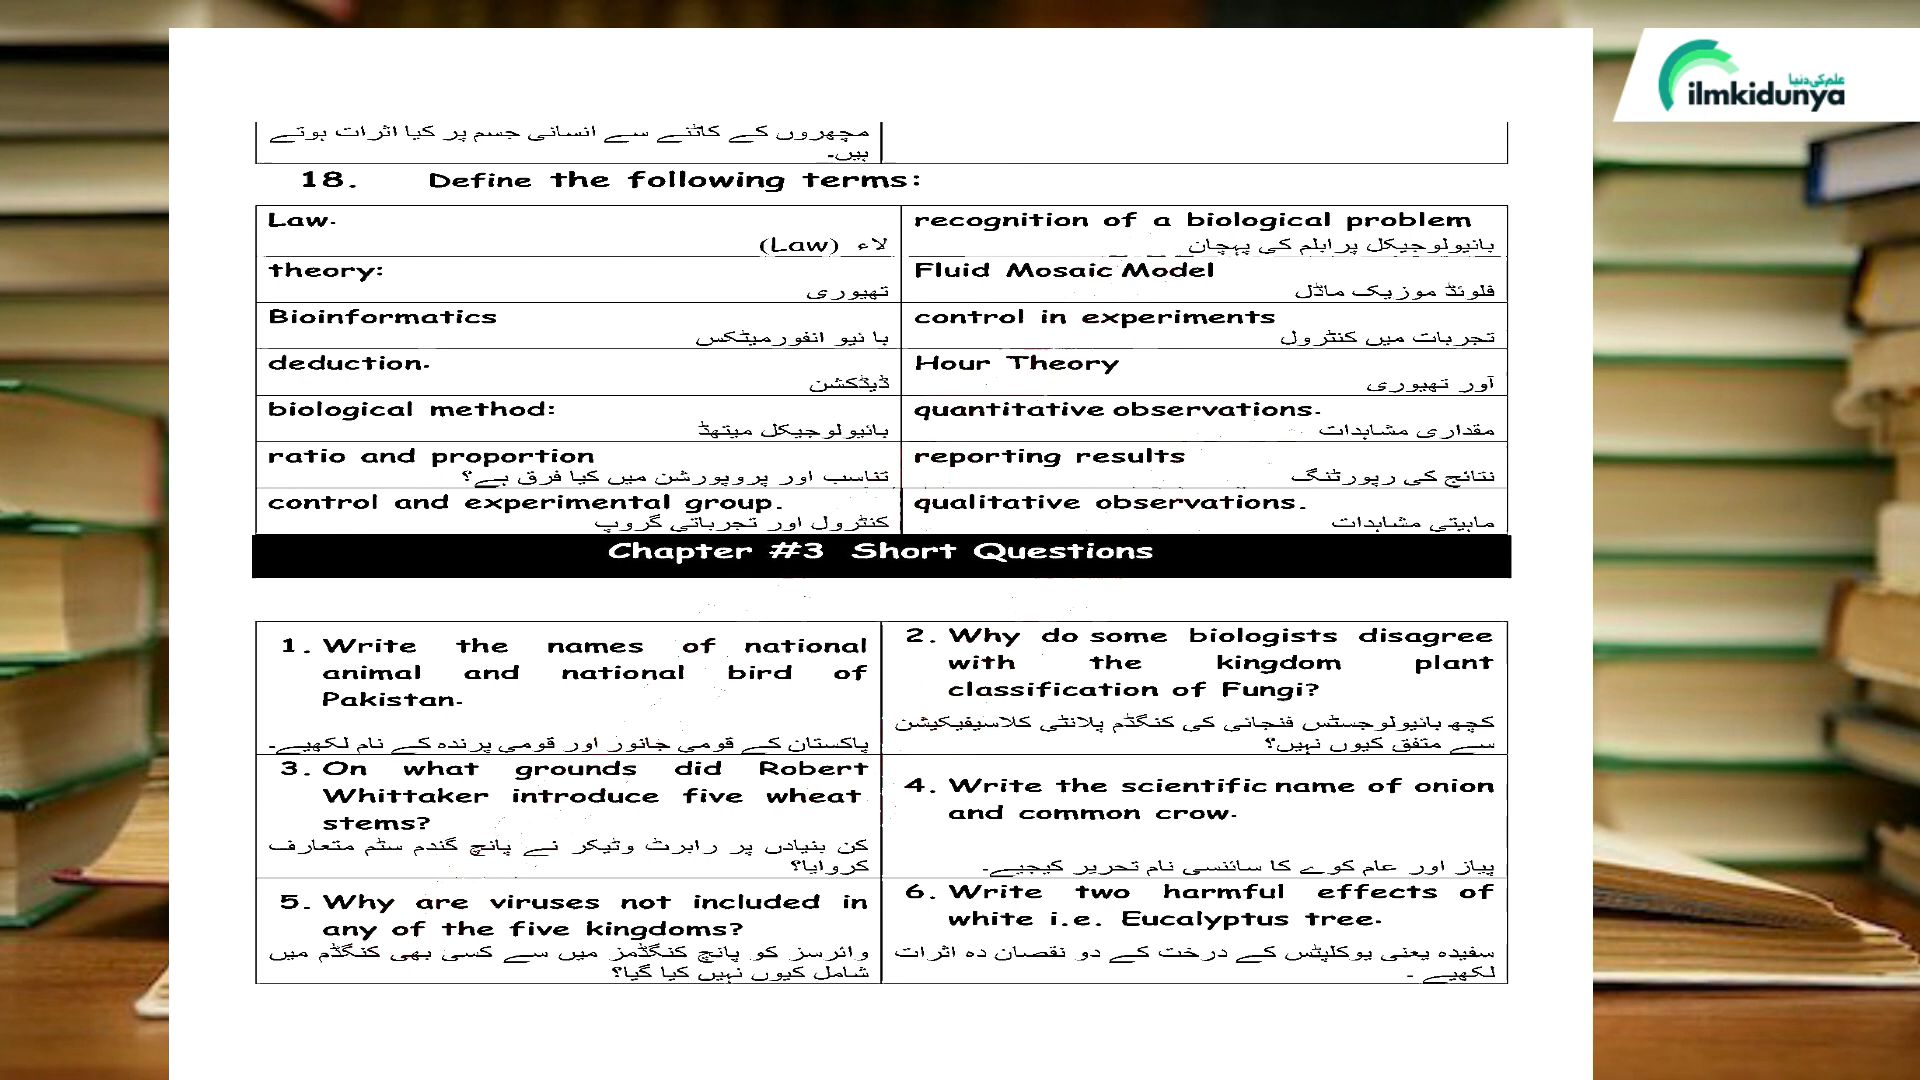 علم کی دنیا
ilmkidunya
مچھروں کے کاٹنے سے انسانی جسم پر کیا اثرات ہوتے
ہیں۔
18. Define the following terms:
Law.
لاء (Law)
recognition of a biological problem
بائیولوجیکل پرابلم کی پہچان
theory:
تھیوری
Fluid Mosaic Model
فلوئڈ موزیک ماڈل
Bioinformatics
با ئیو انفورمیٹکس
control in experiments
تجربات میں کنٹرول
deduction.
ڈیڈکشن
Hour Theory
آور تھیوری
biological method:
بائیولوجیکل میتھڈ
quantitative observations.
مقداری مشاہدات
ratio and proportion
تناسب اور پروپورشن میں کیا فرق ہے؟
reporting results
نتائج کی رپورٹنگ
control and experimental group.
کنٹرول اور تجرباتی گروپ
qualitative observations.
ماہیتی مشاہدات
Chapter #3 Short Questions
1. Write the names of national
animal and national bird of
Pakistan.
پاکستان کے قومی جانور اور قومی پرندہ کے نام لکھیے۔
2. Why do some biologists disagree
with the kingdom plant
classification of Fungi?
کچھ بائیولوجسٹس فنجائی کی کنگڈم پلانٹی کلاسیفیکیشن
سے متفق کیوں نہیں؟
3. On what grounds did Robert
Whittaker introduce five wheat
stems?
کن بنیادں پر رابرٹ وٹیکر نے پانچ گندم سٹم متعارف
کروایا؟
4. Write the scientific name of onion
and common crow.
پیاز اور عام کوے کا سائنسی نام تحریر کیجیے۔
5. Why are viruses not included in
any of the five kingdoms?
وائرسز کو پانچ کنگڈمز میں سے کسی بھی کنگڈم میں
شامل کیوں نہیں کیا گیا؟
6. Write two harmful effects of
white i.e. Eucalyptus tree.
سفیدہ یعنی یوکلپٹس کے درخت کے دو نقصان دہ اثرات
لکھیے ۔